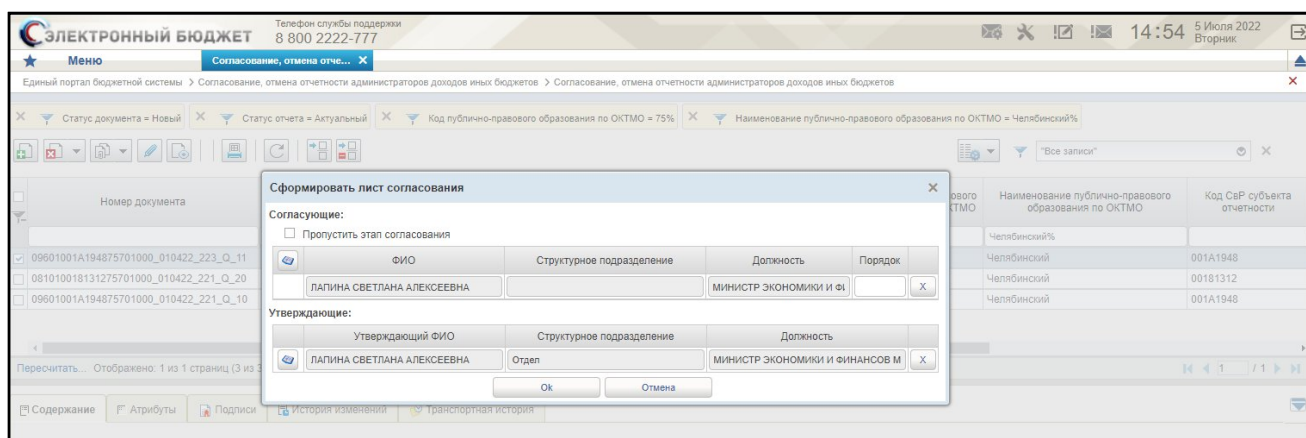 ЭЛЕКТРОННЫЙ БЮДЖЕТ
Телефон службы поддержки
8 800 2222-777
14:54
5 Июля 2022
Вторник
Меню
Согласование, отмена отче... X
Единый портал бюджетной системы > Согласование, отмена отчетности администраторов доходов иных бюджетов > Согласование, отмена отчетности администраторов доходов иных бюджетов
Статус документа = Новый
Статус отчета = Актуальный
Код публично-правового образования по ОКТМО = 75%
Наименование публично-правового образования по ОКТМО = Челябинский%
"Все записи"
Номер документа
Наименование публично-правового образования по ОКТМО
Код СвР субъекта отчетности
Челябинский%
09601001A194875701000_010422_223_Q_11
Челябинский
001A1948
08101001813127570​1000_010422_221_Q_20
Челябинский
00181312
09601001A194875701000_010422_221_Q_10
Челябинский
001A1948
Сформировать лист согласования
Согласующие:
Пропустить этап согласования
ФИО Структурное подразделение Должность Порядок
ЛАПИНА СВЕТЛАНА АЛЕКСЕЕВНА МИНИСТР ЭКОНОМИКИ И ФИ X
Утверждающие:
Утверждающий ФИО Структурное подразделение Должность
ЛАПИНА СВЕТЛАНА АЛЕКСЕЕВНА Отдел МИНИСТР ЭКОНОМИКИ И ФИНАНСОВ М X
Ok Отмена
Пересчитать... Отображено: 1 из 1 страниц (3 из 3
1 / 1
Содержание Атрибуты Подписи История изменений Транспортная история